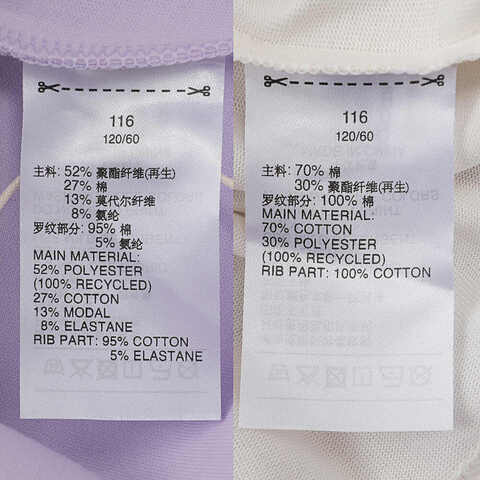 116
120/60
主料: 52% 聚酯纤维(再生)
27% 棉
13% 莫代尔纤维
8% 氨纶
罗纹部分: 95% 棉
5% 氨纶
MAIN MATERIAL:
52% POLYESTER
(100% RECYCLED)
27% COTTON
13% MODAL
8% ELASTANE
RIB PART: 95% COTTON
5% ELASTANE
116
120/60
主料: 70% 棉
30% 聚酯纤维(再生)
罗纹部分: 100% 棉
MAIN MATERIAL:
70% COTTON
30% POLYESTER
(100% RECYCLED)
RIB PART: 100% COTTON